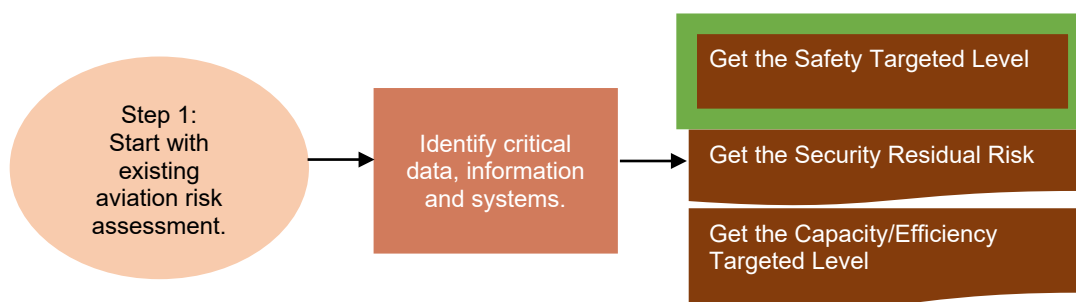 Step 1:
Start with
existing
aviation risk
assessment.
Identify critical
data, information
and systems.
Get the Safety Targeted Level
Get the Security Residual Risk
Get the Capacity/Efficiency
Targeted Level